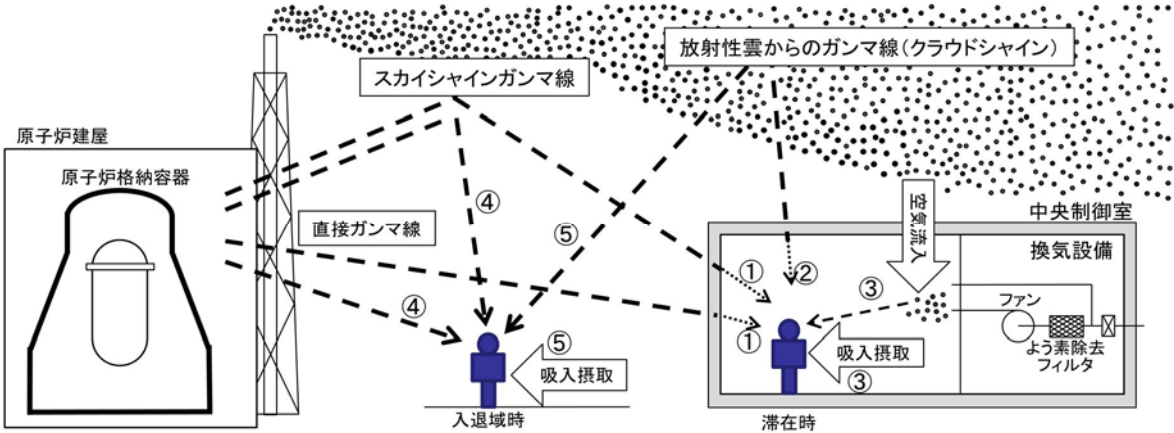 放射性雲からのガンマ線（クラウドシャイン）
スカイシャインガンマ線
原子炉建屋
原子炉格納容器
直接ガンマ線
④
⑤
④
①
②
③
①
空気流入
中央制御室
換気設備
ファン
よう素除去
フィルタ
⑤
吸入摂取
吸入摂取
③
入退域時
滞在時